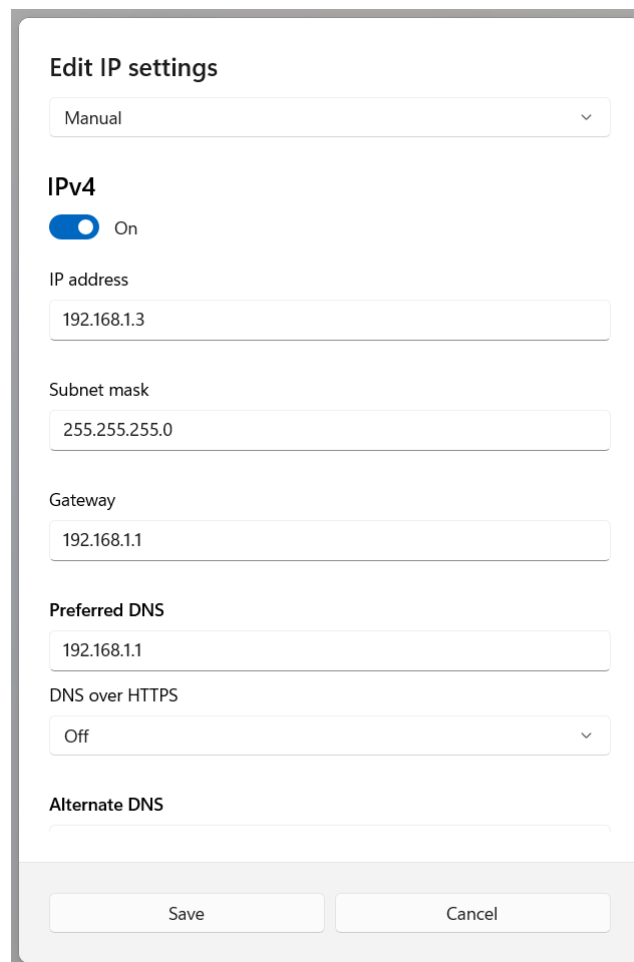 Edit IP settings
Manual
IPv4
On
IP address
192.168.1.3
Subnet mask
255.255.255.0
Gateway
192.168.1.1
Preferred DNS
192.168.1.1
DNS over HTTPS
Off
Alternate DNS
Save
Cancel